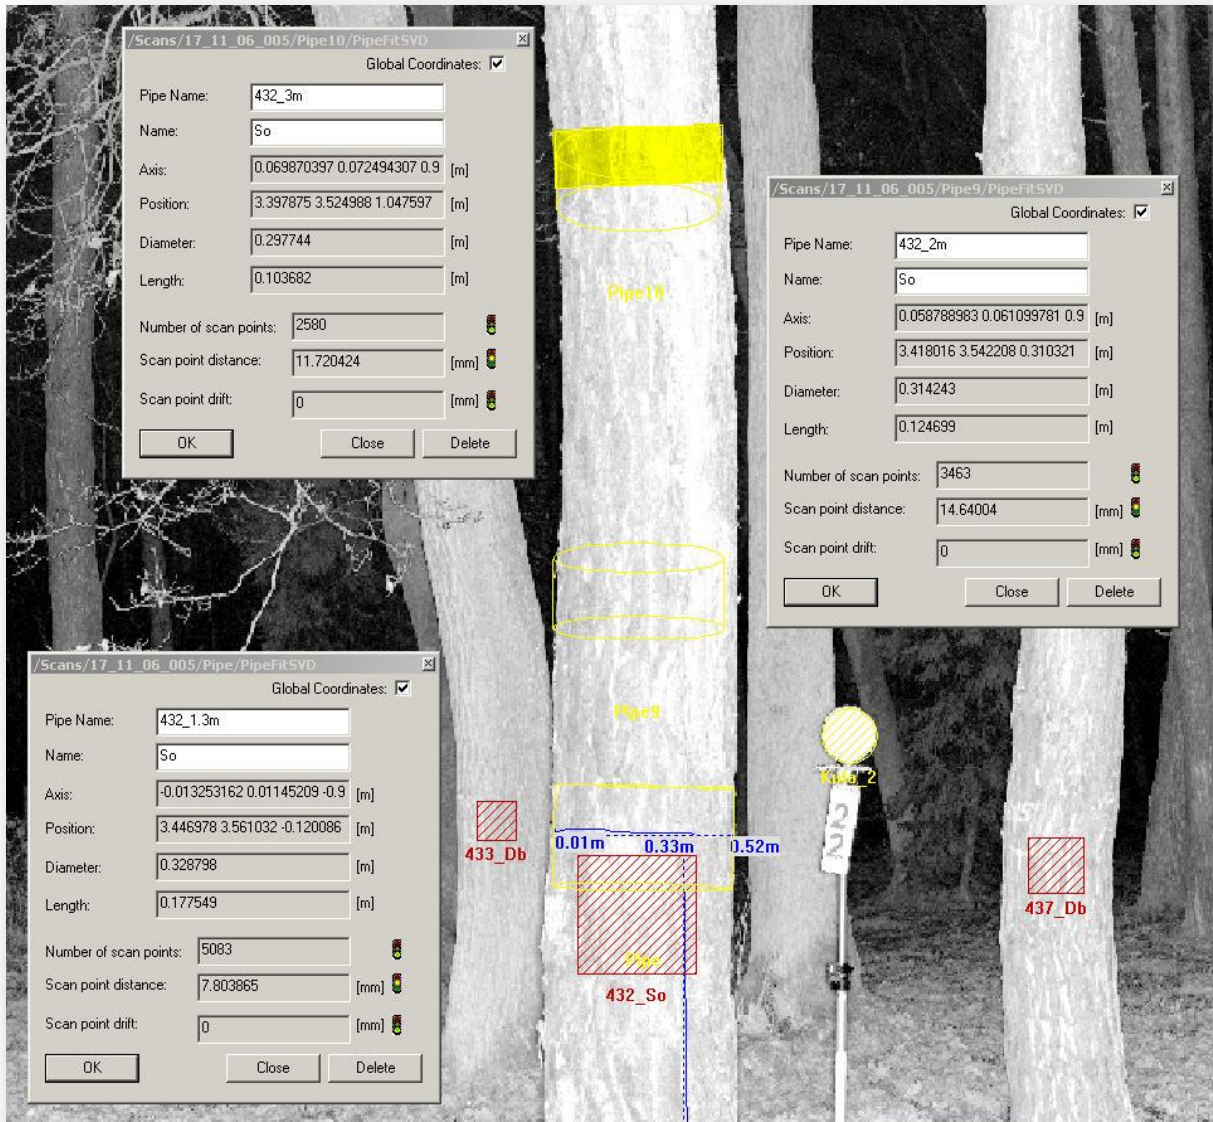 /Scans/17_11_06_005/Pipe10/PipeFitSVD
Global Coordinates:
Pipe Name: 432_3m
Name: So
Axis: 0.069870397 0.072494307 0.9 [m]
Position: 3.397875 3.524988 1.047597 [m]
Diameter: 0.297744 [m]
Length: 0.103682 [m]
Number of scan points: 2580
Scan point distance: 11.720424 [mm]
Scan point drift: 0 [mm]
OK Close Delete
/Scans/17_11_06_005/Pipe9/PipeFitSVD
Global Coordinates:
Pipe Name: 432_2m
Name: So
Axis: 0.058788983 0.061099781 0.9 [m]
Position: 3.418016 3.542208 0.310321 [m]
Diameter: 0.314243 [m]
Length: 0.124699 [m]
Number of scan points: 3463
Scan point distance: 14.64004 [mm]
Scan point drift: 0 [mm]
OK Close Delete
/Scans/17_11_06_005/Pipe/PipeFitSVD
Global Coordinates:
Pipe Name: 432_1.3m
Name: So
Axis: -0.013253162 0.01145209 -0.9 [m]
Position: 3.446978 3.561032 -0.120086 [m]
Diameter: 0.328798 [m]
Length: 0.177549 [m]
Number of scan points: 5083
Scan point distance: 7.803865 [mm]
Scan point drift: 0 [mm]
OK Close Delete
Pipe10
Pipe9
Kula_2
22
0.01m 0.33m 0.52m
433_Db
437_Db
Pipe
432_So